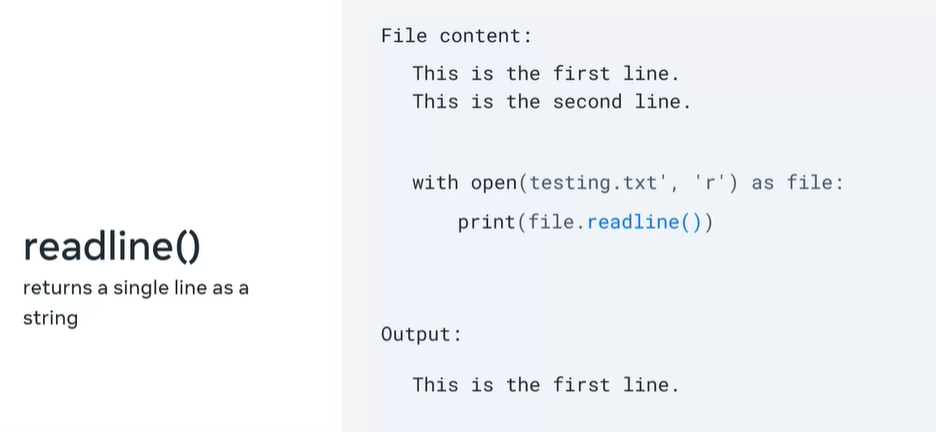 readline()
returns a single line as a
string
File content:
This is the first line.
This is the second line.
with open(testing.txt', 'r') as file:
print(file.readline())
Output:
This is the first line.